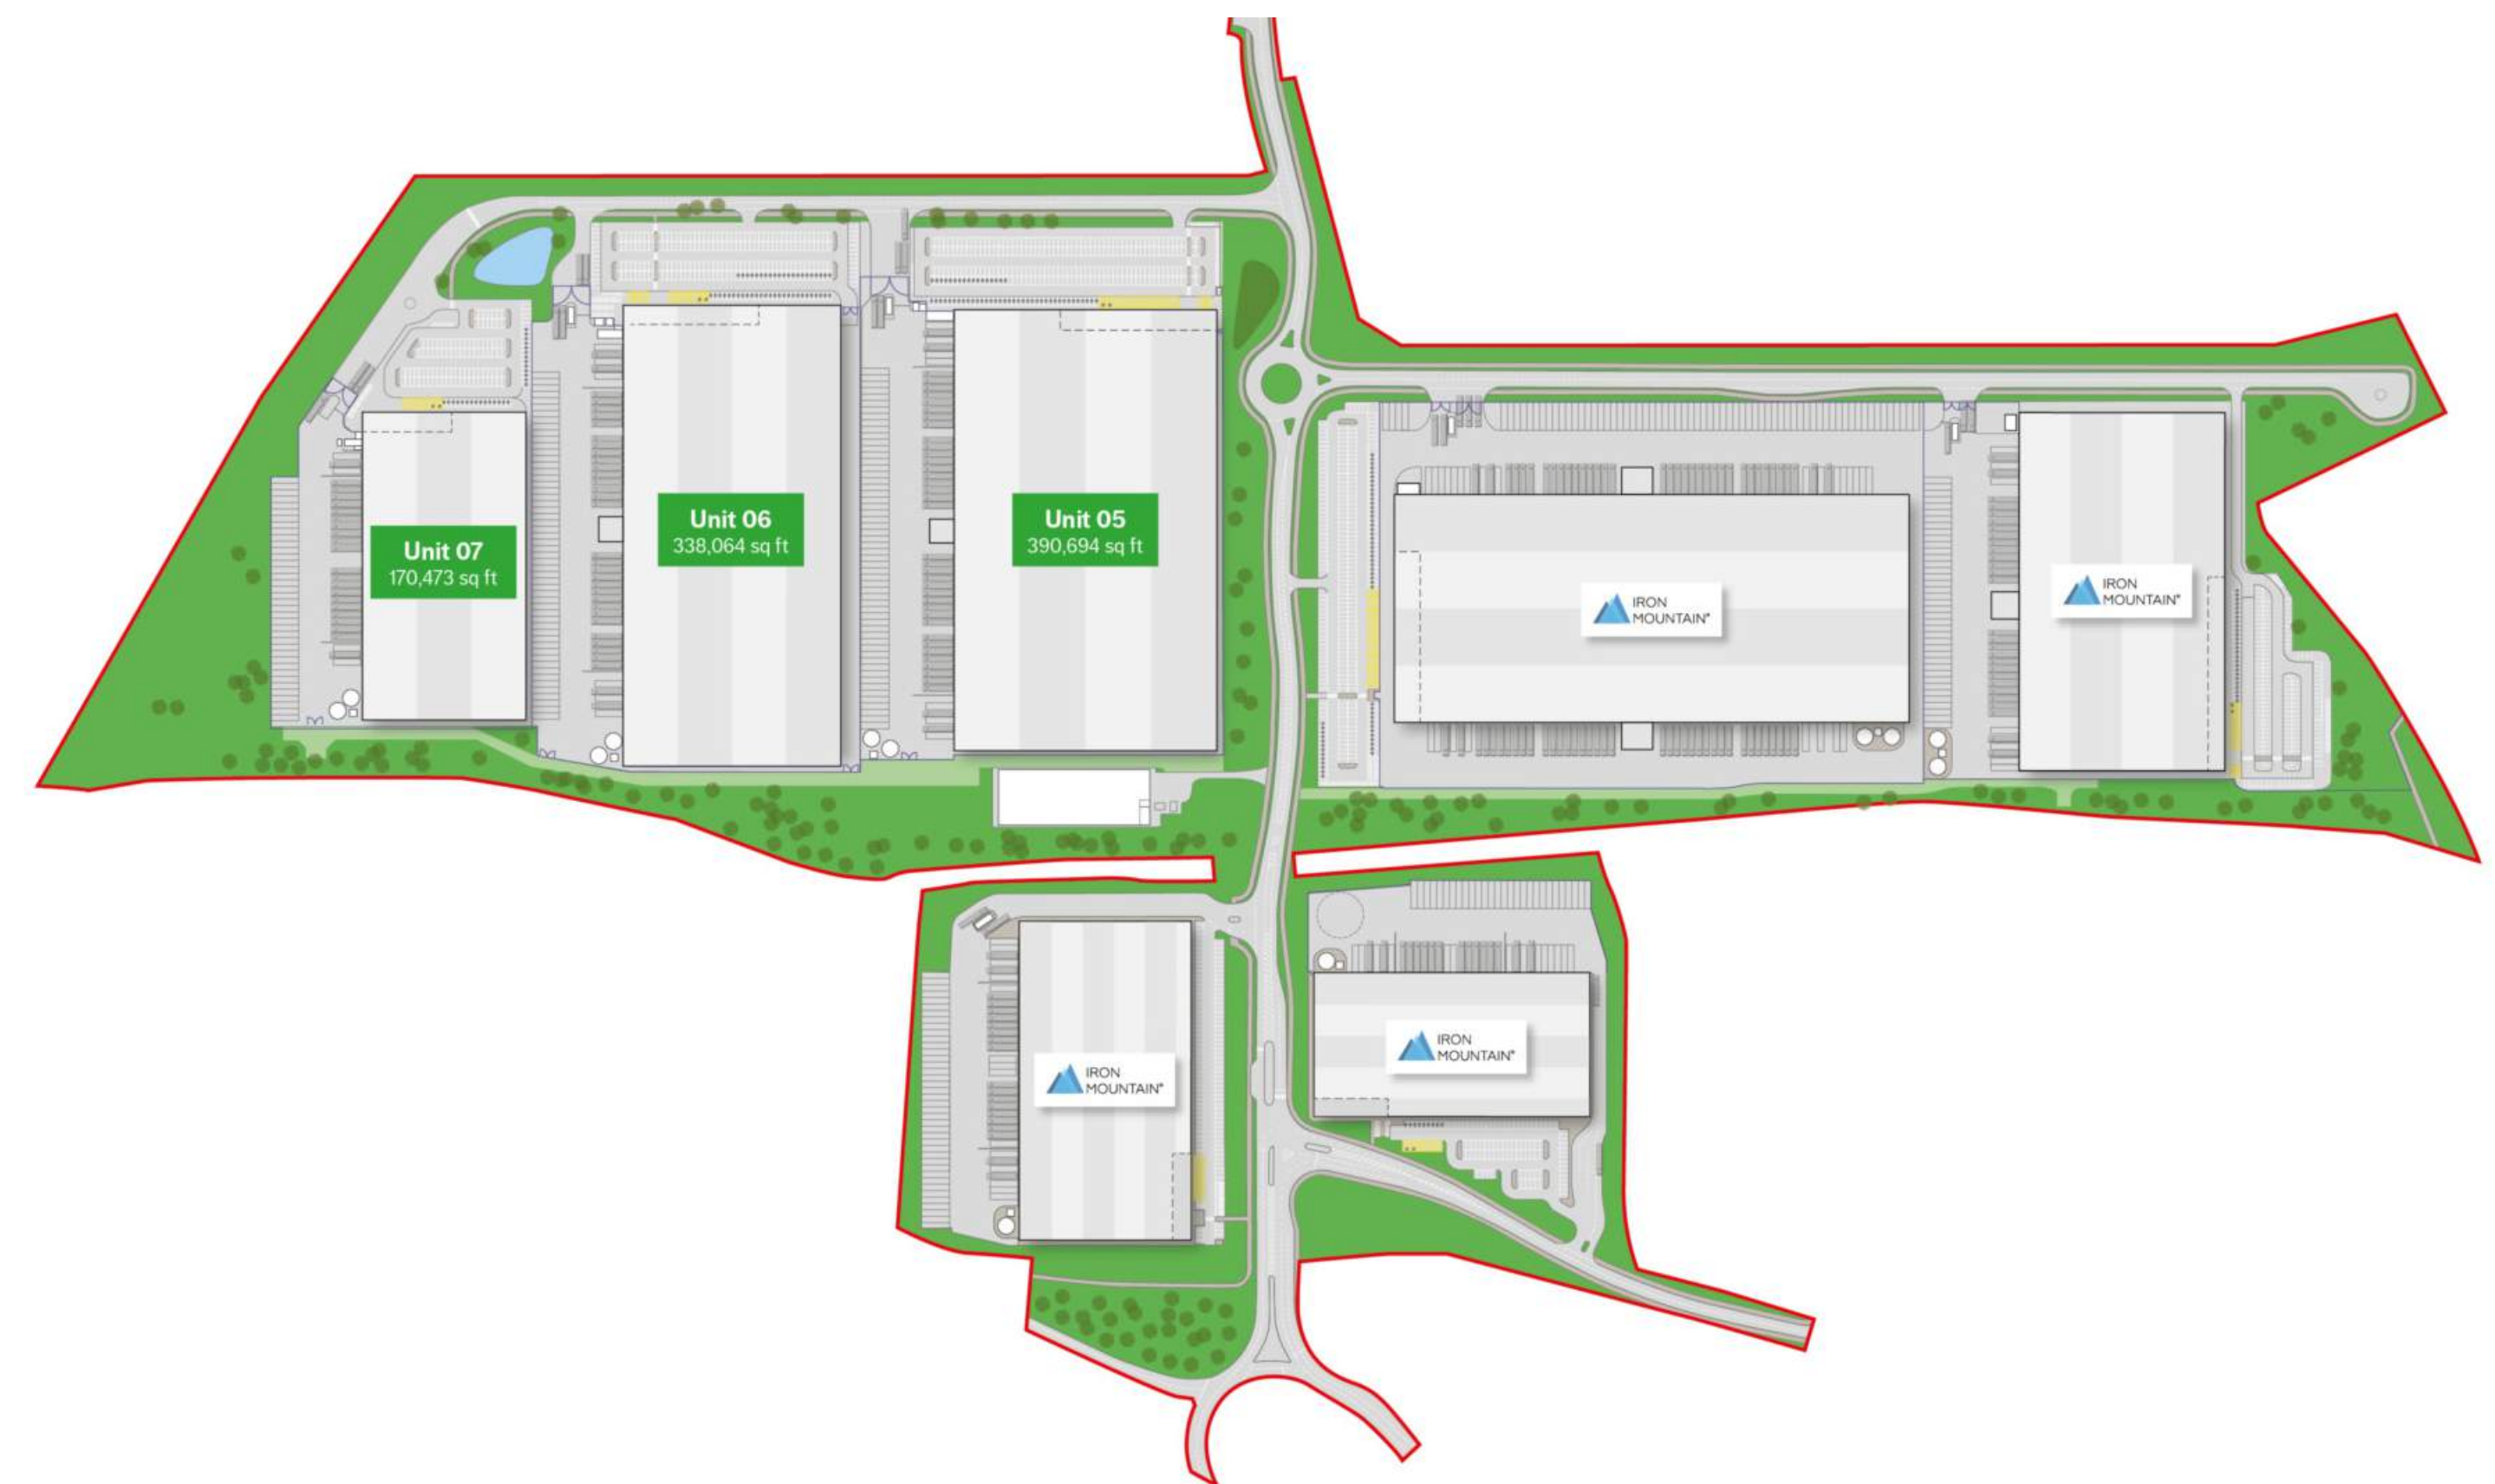 Unit 07
170,473 sq ft
Unit 06
338,064 sq ft
Unit 05
390,694 sq ft
IRON
MOUNTAIN®
IRON
MOUNTAIN®
IRON
MOUNTAIN®
IRON
MOUNTAIN®